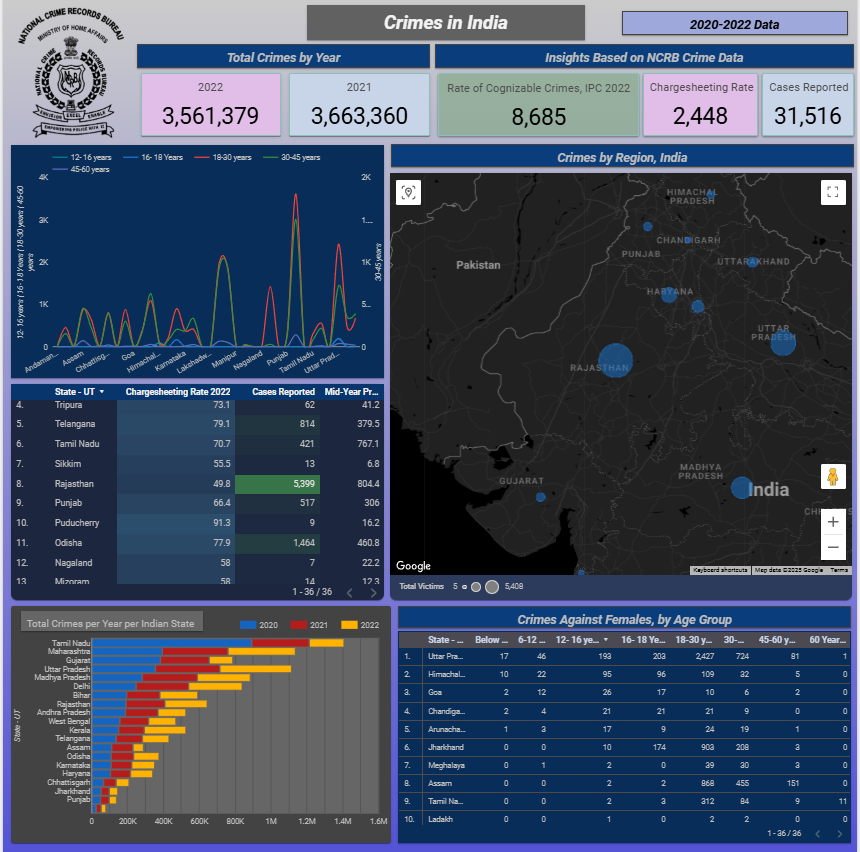 NATIONAL CRIME RECORDS BUREAU
MINISTRY OF HOME AFFAIRS
EMPOWERING POLICE WITH IT
Crimes in India
2020-2022 Data
Total Crimes by Year
Insights Based on NCRB Crime Data
2022
3,561,379
2021
3,663,360
Rate of Cognizable Crimes, IPC 2022
8,685
Chargesheeting Rate
2,448
Cases Reported
31,516
12- 16 years
16- 18 Years
18-30 years
30-45 years
45-60 years
12- 16 years | 16- 18 Years | 18-30 years | 45-60 years
30-45 years
4K
3K
2K
1K
0
2K
1...
1K
5...
0
Andaman...
Assam
Chhattisg...
Goa
Himachal...
Karnataka
Lakshadw...
Manipur
Nagaland
Punjab
Tamil Nadu
Uttar Prad...
Crimes by Region, India
HIMACHAL PRADESH
CHANDIGARH
PUNJAB
Pakistan
UTTARAKHAND
HARYANA
UTTAR PRADESH
RAJASTHAN
GUJARAT
MADHYA PRADESH
India
Google
Keyboard shortcuts
Map data ©2025 Google
Terms
Total Victims 5 5,408
State - UT Chargesheeting Rate 2022 Cases Reported Mid-Year Pr...
4. Tripura 73.1 62 41.2
5. Telangana 79.1 814 379.5
6. Tamil Nadu 70.7 421 767.1
7. Sikkim 55.5 13 6.8
8. Rajasthan 49.8 5,399 804.4
9. Punjab 66.4 517 306
10. Puducherry 91.3 9 16.2
11. Odisha 77.9 1,464 460.8
12. Nagaland 58 7 22.2
13. Mizoram 58 14 12.3
1 - 36 / 36
Total Crimes per Year per Indian State
2020
2021
2022
State - UT
Tamil Nadu
Maharashtra
Gujarat
Uttar Pradesh
Madhya Pradesh
Delhi
Bihar
Rajasthan
Andhra Pradesh
West Bengal
Kerala
Telangana
Assam
Odisha
Karnataka
Haryana
Chhattisgarh
Jharkhand
Punjab
0 200K 400K 600K 800K 1M 1.2M 1.4M 1.6M
Crimes Against Females, by Age Group
State - ... Below ... 6-12 ... 12- 16 ye... 16- 18 Ye... 18-30 y... 30-... 45-60 y... 60 Year...
1. Uttar Pra... 17 46 193 203 2,427 724 81 1
2. Himachal... 10 22 95 96 109 32 5 0
3. Goa 2 12 26 17 10 6 2 0
4. Chandiga... 2 4 21 21 21 9 0 0
5. Arunacha... 1 3 17 9 24 19 1 0
6. Jharkhand 0 0 10 174 903 208 3 0
7. Meghalaya 0 1 2 0 39 30 3 0
8. Assam 0 0 2 2 868 455 151 0
9. Tamil Na... 0 0 2 3 312 84 9 11
10. Ladakh 0 0 1 0 2 2 0 0
1 - 36 / 36